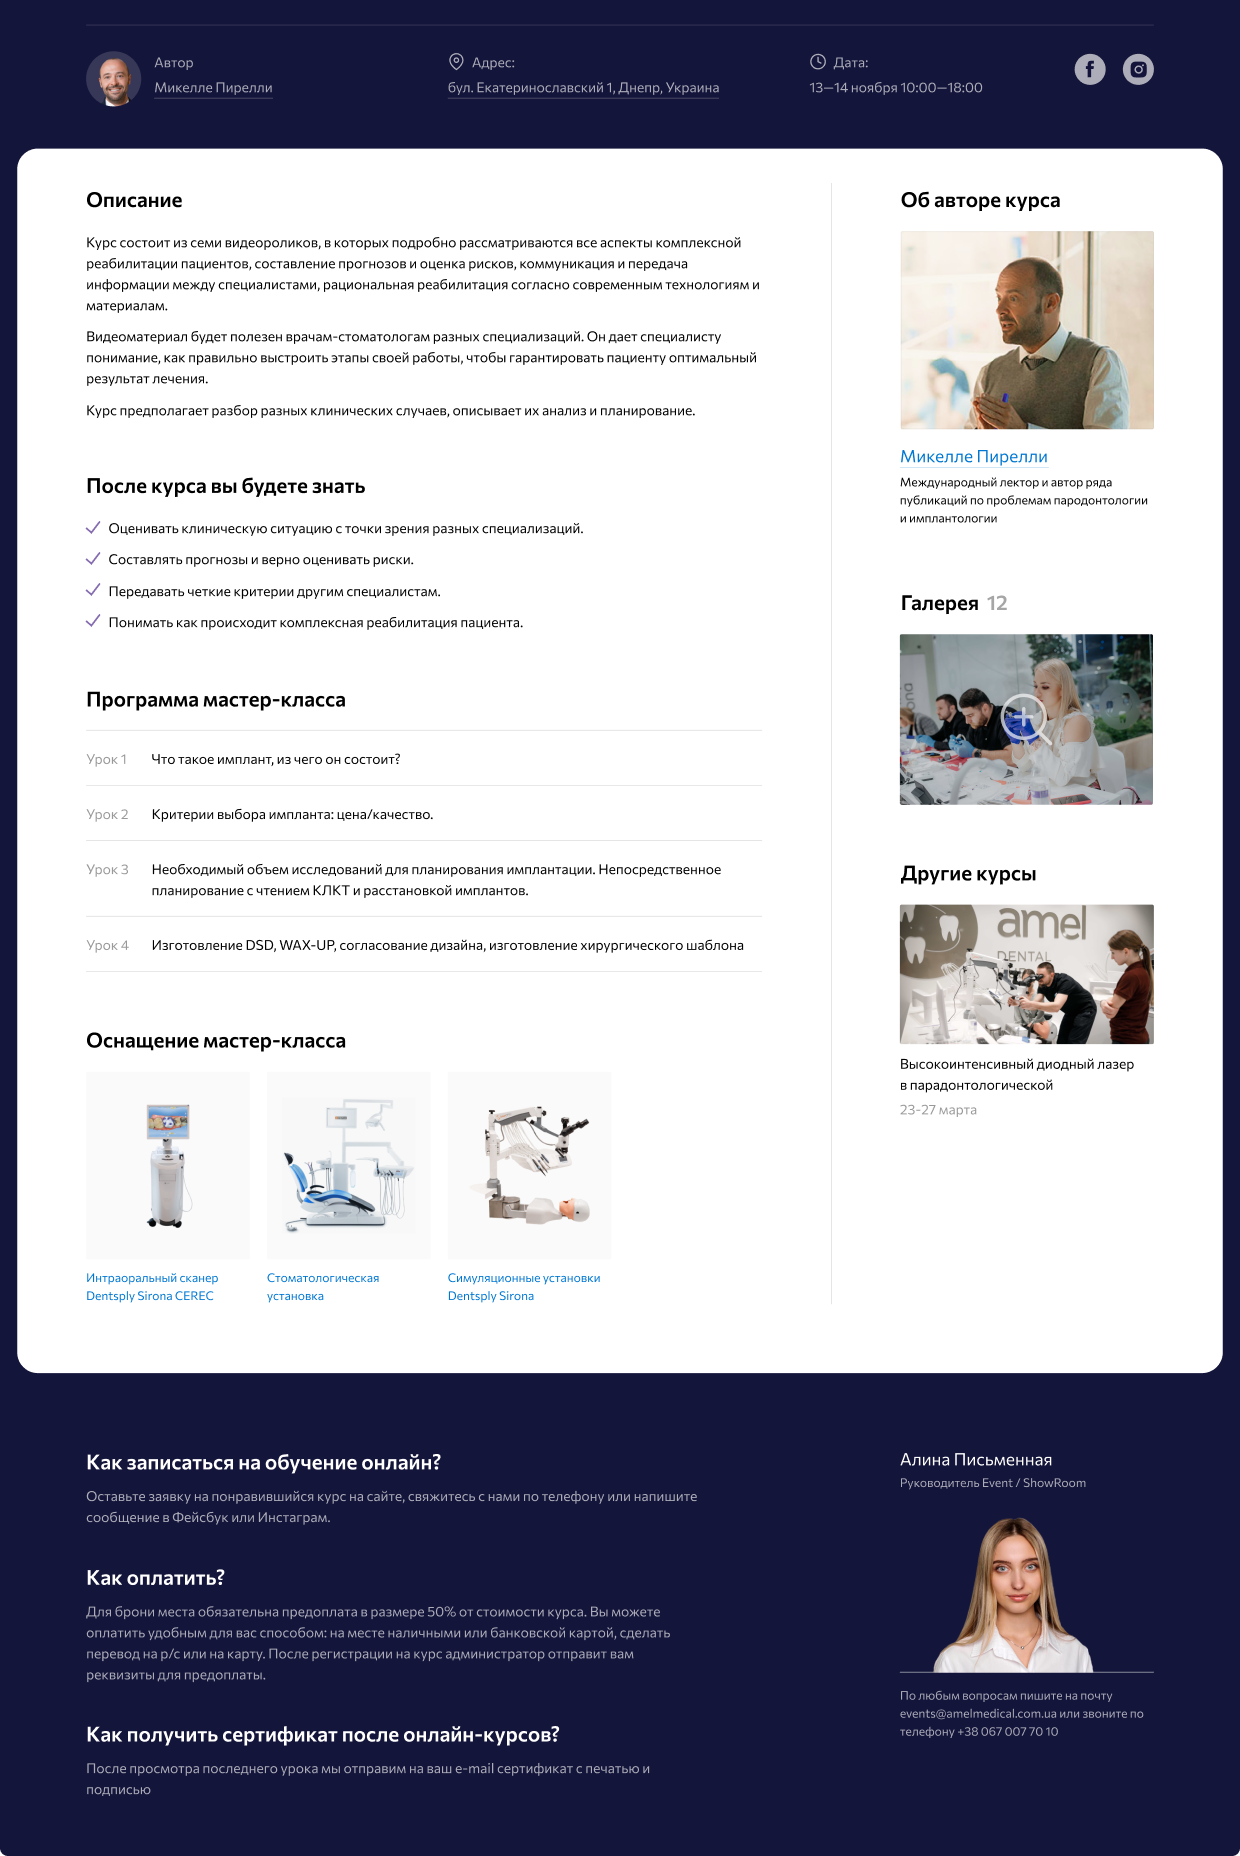 Автор
Микелле Пирелли
Адрес:
бул. Екатеринославский 1, Днепр, Украина
Дата:
13—14 ноября 10:00—18:00
Описание
Курс состоит из семи видеороликов, в которых подробно рассматриваются все аспекты комплексной
реабилитации пациентов, составление прогнозов и оценка рисков, коммуникация и передача
информации между специалистами, рациональная реабилитация согласно современным технологиям и
материалам.
Видеоматериал будет полезен врачам-стоматологам разных специализаций. Он дает специалисту
понимание, как правильно выстроить этапы своей работы, чтобы гарантировать пациенту оптимальный
результат лечения.
Курс предполагает разбор разных клинических случаев, описывает их анализ и планирование.
После курса вы будете знать
Оценивать клиническую ситуацию с точки зрения разных специализаций.
Составлять прогнозы и верно оценивать риски.
Передавать четкие критерии другим специалистам.
Понимать как происходит комплексная реабилитация пациента.
Программа мастер-класса
Урок 1 Что такое имплант, из чего он состоит?
Урок 2 Критерии выбора импланта: цена/качество.
Урок 3 Необходимый объем исследований для планирования имплантации. Непосредственное
планирование с чтением КЛКТ и расстановкой имплантов.
Урок 4 Изготовление DSD, WAX-UP, согласование дизайна, изготовление хирургического шаблона
Оснащение мастер-класса
Интраоральный сканер
Dentsply Sirona CEREC
Стоматологическая
установка
Симуляционные установки
Dentsply Sirona
Об авторе курса
Микелле Пирелли
Международный лектор и автор ряда
публикаций по проблемам пародонтологии
и имплантологии
Галерея 12
Другие курсы
amel
DENTAL
Высокоинтенсивный диодный лазер
в парадонтологической
23-27 марта
Как записаться на обучение онлайн?
Оставьте заявку на понравившийся курс на сайте, свяжитесь с нами по телефону или напишите
сообщение в Фейсбук или Инстаграм.
Как оплатить?
Для брони места обязательна предоплата в размере 50% от стоимости курса. Вы можете
оплатить удобным для вас способом: на месте наличными или банковской картой, сделать
перевод на р/с или на карту. После регистрации на курс администратор отправит вам
реквизиты для предоплаты.
Как получить сертификат после онлайн-курсов?
После просмотра последнего урока мы отправим на ваш e-mail сертификат с печатью и
подписью
Алина Письменная
Руководитель Event / ShowRoom
По любым вопросам пишите на почту
events@amelmedical.com.ua или звоните по
телефону +38 067 007 70 10